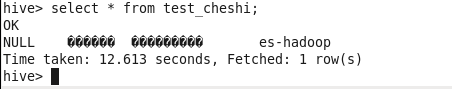 hive> select * from test_cheshi;
OK
NULL ������ ��������� es-hadoop
Time taken: 12.613 seconds, Fetched: 1 row(s)
hive>